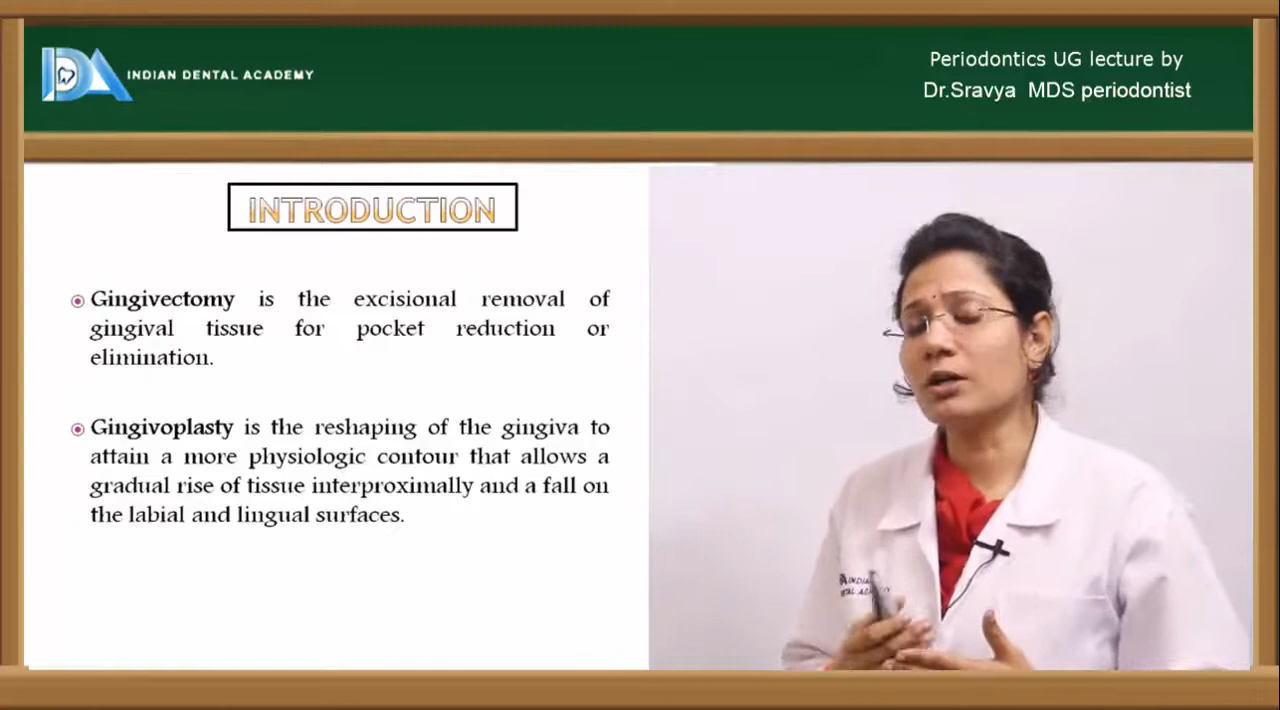 INDIAN DENTAL ACADEMY
Periodontics UG lecture by
Dr.Sravya MDS periodontist
INTRODUCTION
Gingivectomy is the excisional removal of
gingival tissue for pocket reduction or
elimination.
Gingivoplasty is the reshaping of the gingiva to
attain a more physiologic contour that allows a
gradual rise of tissue interproximally and a fall on
the labial and lingual surfaces.